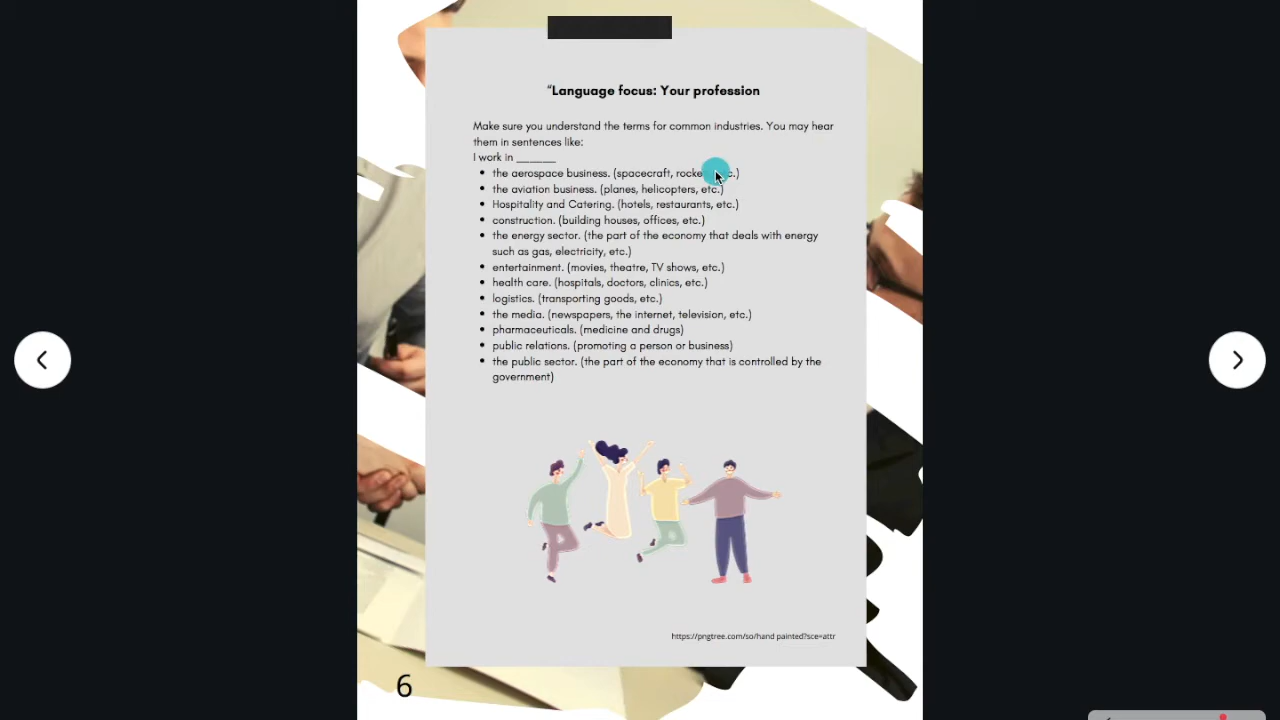 “Language focus: Your profession
Make sure you understand the terms for common industries. You may hear
them in sentences like:
I work in _______
• the aerospace business. (spacecraft, rocke c.)
• the aviation business. (planes, helicopters, etc.)
• Hospitality and Catering. (hotels, restaurants, etc.)
• construction. (building houses, offices, etc.)
• the energy sector. (the part of the economy that deals with energy
such as gas, electricity, etc.)
• entertainment. (movies, theatre, TV shows, etc.)
• health care. (hospitals, doctors, clinics, etc.)
• logistics. (transporting goods, etc.)
• the media. (newspapers, the internet, television, etc.)
• pharmaceuticals. (medicine and drugs)
• public relations. (promoting a person or business)
• the public sector. (the part of the economy that is controlled by the
government)
https://pngtree.com/so/hand painted?sce=attr
6